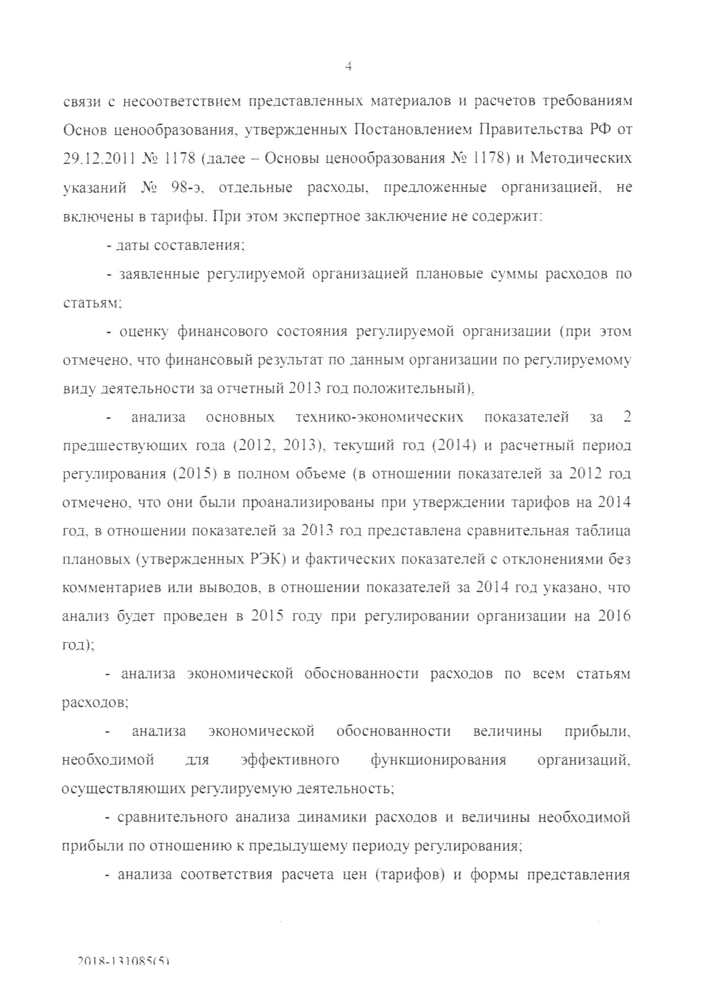 4
связи с несоответствием представленных материалов и расчетов требованиям
Основ ценообразования, утвержденных Постановлением Правительства РФ от
29.12.2011 № 1178 (далее – Основы ценообразования № 1178) и Методических
указаний № 98-э, отдельные расходы, предложенные организацией, не
включены в тарифы. При этом экспертное заключение не содержит:
- даты составления;
- заявленные регулируемой организацией плановые суммы расходов по
статьям;
- оценку финансового состояния регулируемой организации (при этом
отмечено, что финансовый результат по данным организации по регулируемому
виду деятельности за отчетный 2013 год положительный),
- анализа основных технико-экономических показателей за 2
предшествующих года (2012, 2013), текущий год (2014) и расчетный период
регулирования (2015) в полном объеме (в отношении показателей за 2012 год
отмечено, что они были проанализированы при утверждении тарифов на 2014
год, в отношении показателей за 2013 год представлена сравнительная таблица
плановых (утвержденных РЭК) и фактических показателей с отклонениями без
комментариев или выводов, в отношении показателей за 2014 год указано, что
анализ будет проведен в 2015 году при регулировании организации на 2016
год);
- анализа экономической обоснованности расходов по всем статьям
расходов;
- анализа экономической обоснованности величины прибыли,
необходимой для эффективного функционирования организаций,
осуществляющих регулируемую деятельность;
- сравнительного анализа динамики расходов и величины необходимой
прибыли по отношению к предыдущему периоду регулирования;
- анализа соответствия расчета цен (тарифов) и формы представления
2018-131085(5)